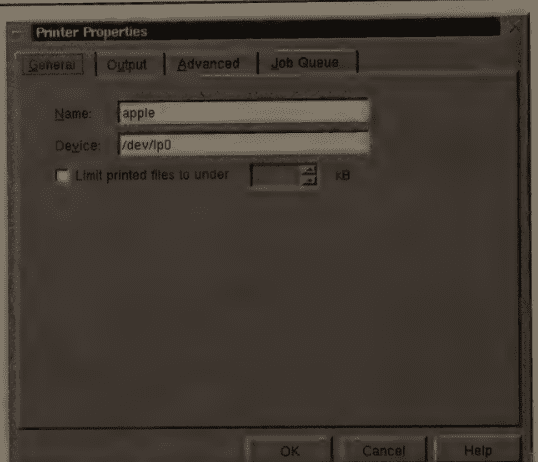 Printer Properties
General Output Advanced Job Queue
Name: apple
Device: /dev/lp0
Limit printed files to under kB
OK Cancel Help